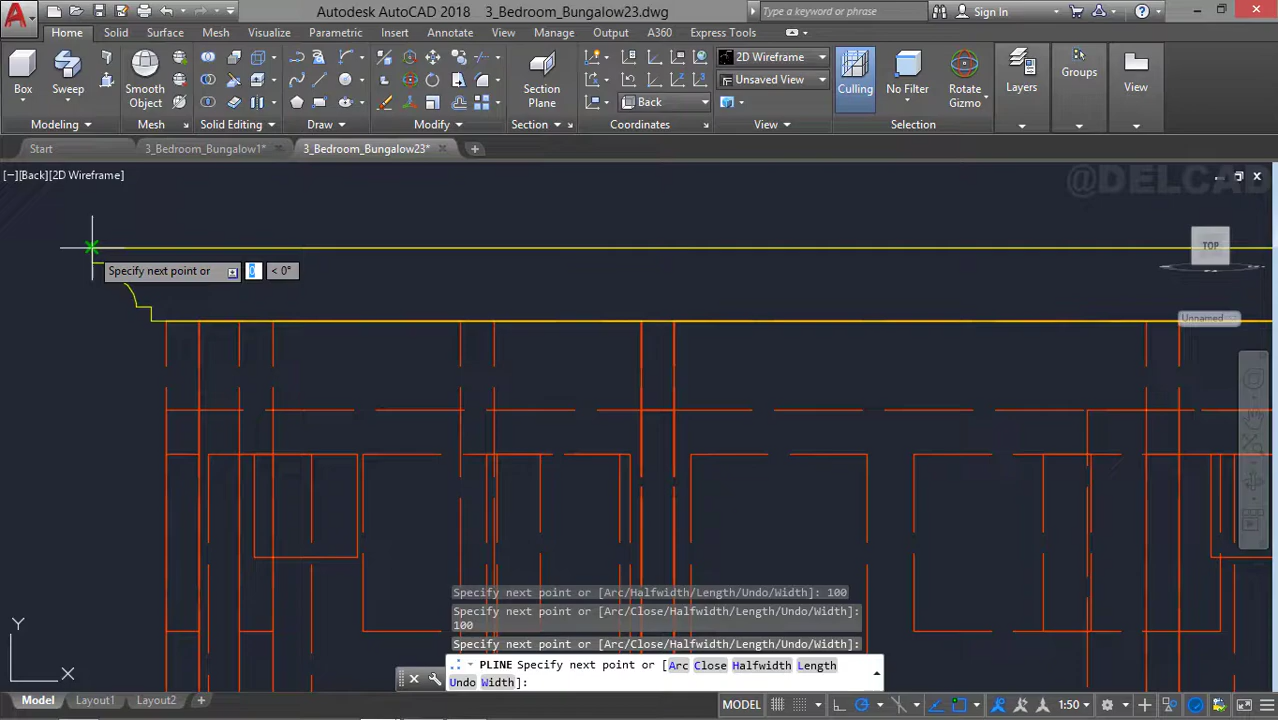 Autodesk AutoCAD 2018 3_Bedroom_Bungalow23.dwg
Type a keyword or phrase
Sign In
Home Solid Surface Mesh Visualize Parametric Insert Annotate View Manage Output A360 Express Tools
Box
Sweep
Smooth
Object
Section
Plane
2D Wireframe
Unsaved View
Back
Culling
No Filter
Rotate
Gizmo
Layers
Groups
View
Modeling
Mesh
Solid Editing
Draw
Modify
Section
Coordinates
View
Selection
Start
3_Bedroom_Bungalow1*
3_Bedroom_Bungalow23*
[−][Back][2D Wireframe]
@DELCAD
TOP
Specify next point or
0
< 0°
Unnamed
Specify next point or [Arc/Halfwidth/Length/Undo/Width]: 100
Specify next point or [Arc/Close/Halfwidth/Length/Undo/Width]:
100
Specify next point or [Arc/Close/Halfwidth/Length/Undo/Width]:
PLINE Specify next point or [Arc Close Halfwidth Length
Undo Width]:
Y
X
Model
Layout1
Layout2
MODEL
1:50